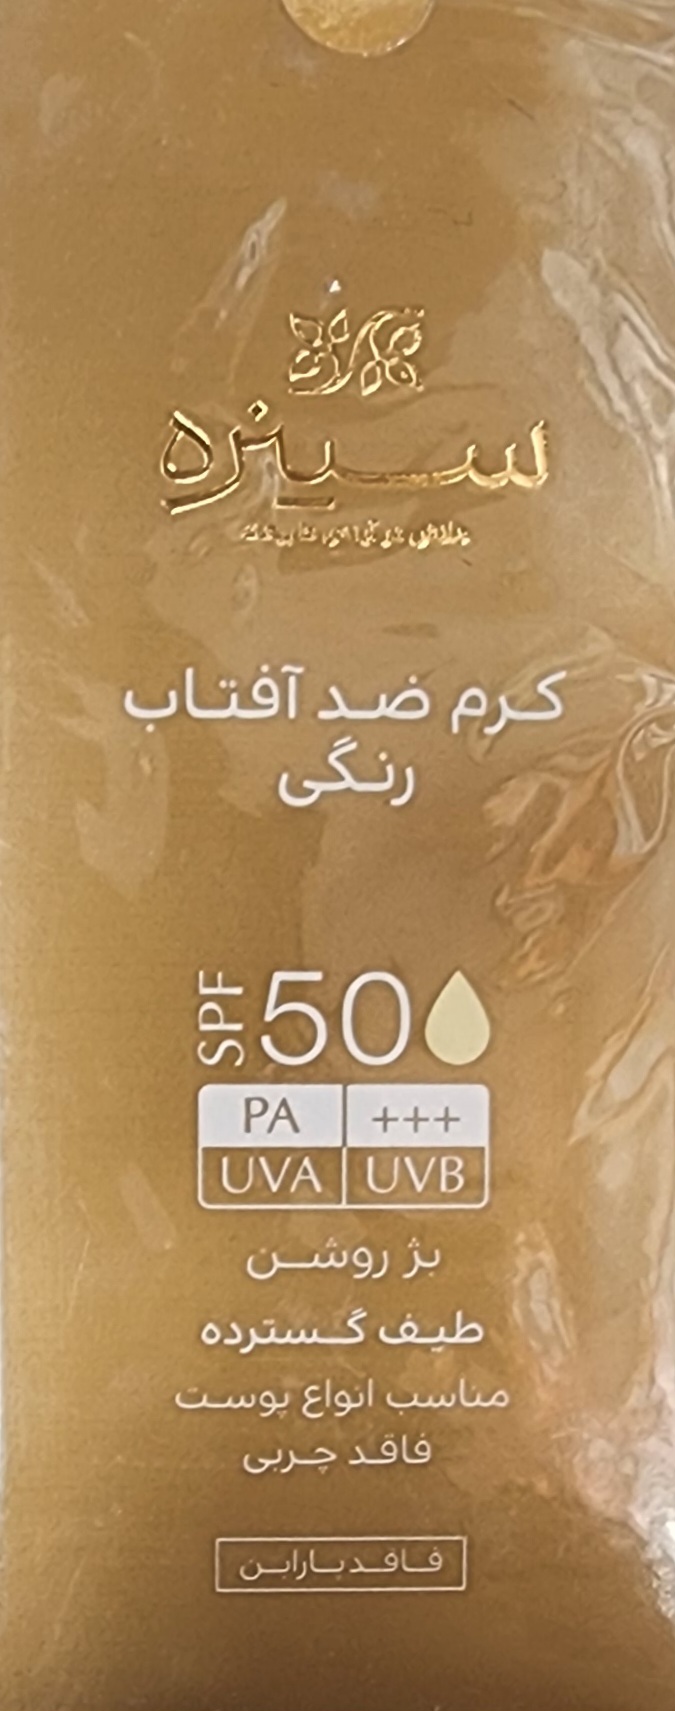 سینره
کرم ضد آفتاب
رنگی
SPF 50
PA +++
UVA UVB
بژ روشن
طیف گسترده
مناسب انواع پوست
فاقد چربی
فاقد پارابن